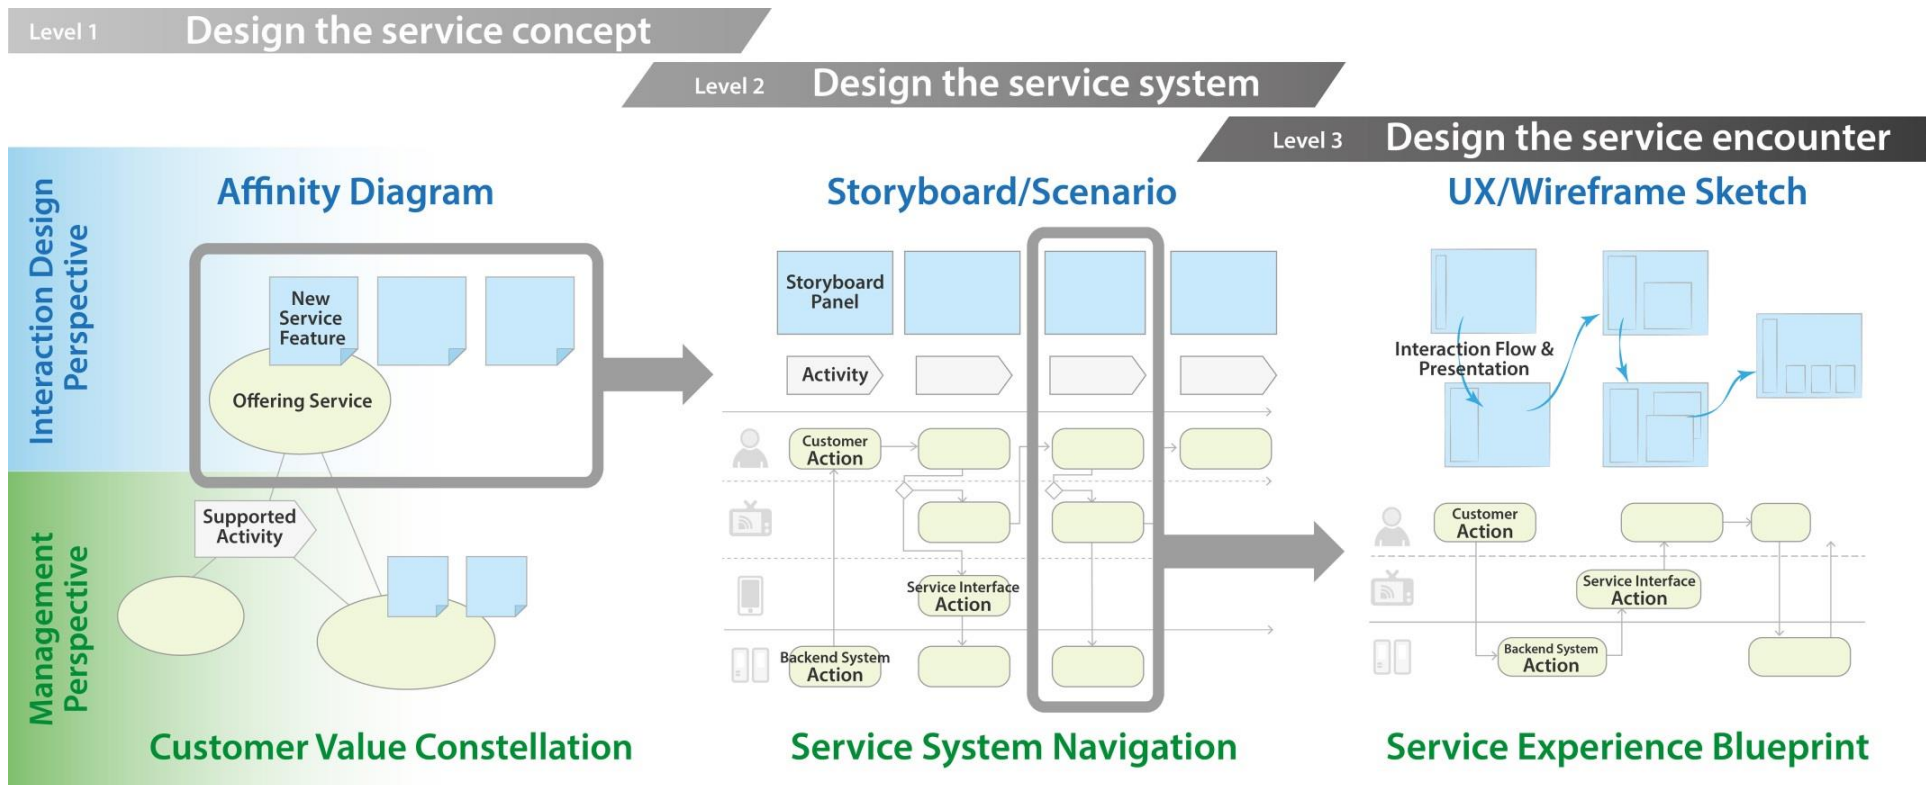 Level 1 Design the service concept
Level 2 Design the service system
Level 3 Design the service encounter
Interaction Design
Perspective
Management
Perspective
Affinity Diagram
New
Service
Feature
Offering Service
Supported
Activity
Customer Value Constellation
Storyboard/Scenario
Storyboard
Panel
Activity
Customer
Action
Service Interface
Action
Backend System
Action
Service System Navigation
UX/Wireframe Sketch
Interaction Flow &
Presentation
Customer
Action
Service Interface
Action
Backend System
Action
Service Experience Blueprint